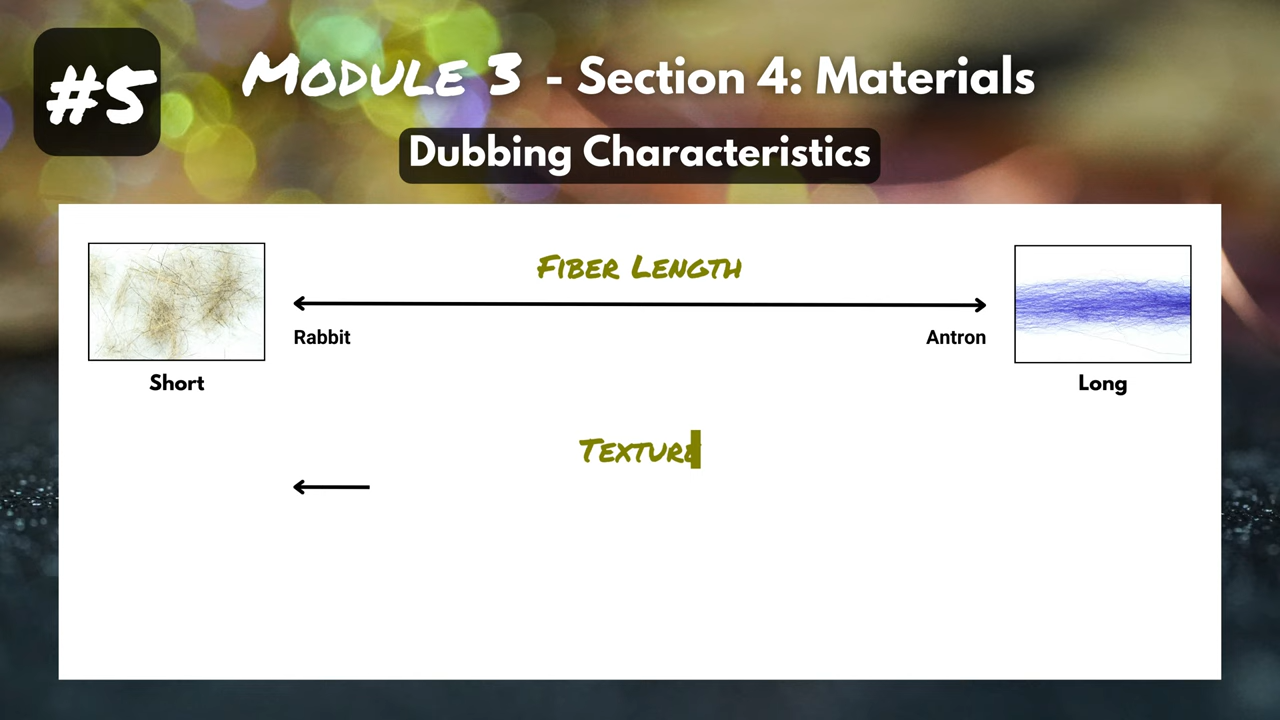 #5
Module 3 - Section 4: Materials
Dubbing Characteristics
Fiber Length
Rabbit
Antron
Short
Long
Texture